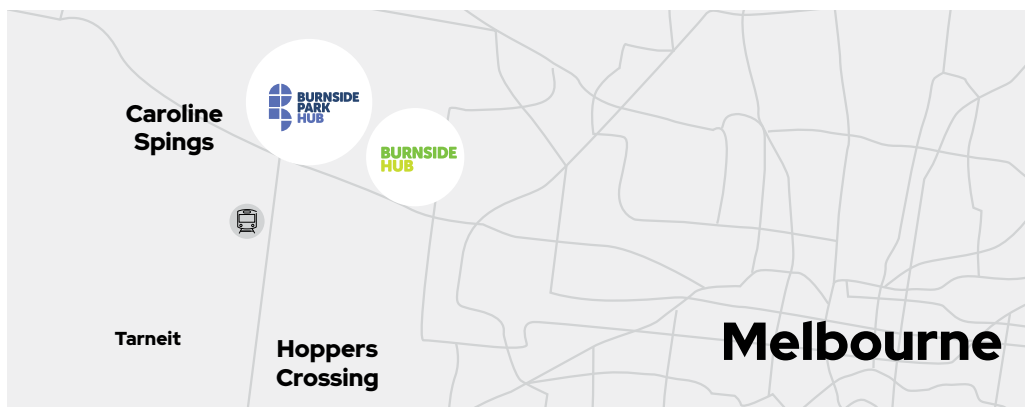 Caroline
Spings
BURNSIDE
PARK
HUB
BURNSIDE
HUB
Tarneit
Hoppers
Crossing
Melbourne